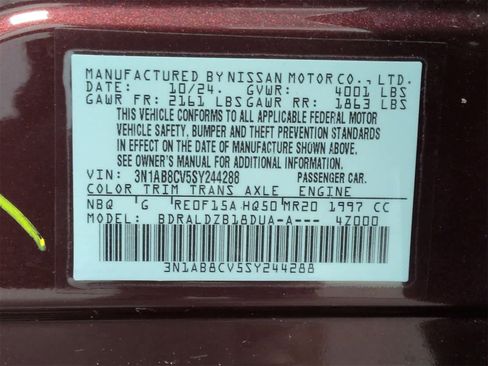 MANUFACTURED BY NISSAN MOTOR CO., LTD.
DATE: 10/24. GVWR: 4001 LBS
GAWR FR: 2161 LBS GAWR RR: 1863 LBS
THIS VEHICLE CONFORMS TO ALL APPLICABLE FEDERAL MOTOR
VEHICLE SAFETY, BUMPER AND THEFT PREVENTION STANDARDS
IN EFFECT ON THE DATE OF MANUFACTURE SHOWN ABOVE.
SEE OWNER'S MANUAL FOR ADDITIONAL INFORMATION.
VIN: 3N1AB8CV5SY244288 PASSENGER CAR.
COLOR TRIM TRANS AXLE ENGINE
NBQ G RE0F15A HQ50 MR20 1997 CC
MODEL: BDRALDZB18DUA-A- 4Z000
3N1AB8CV5SY244288